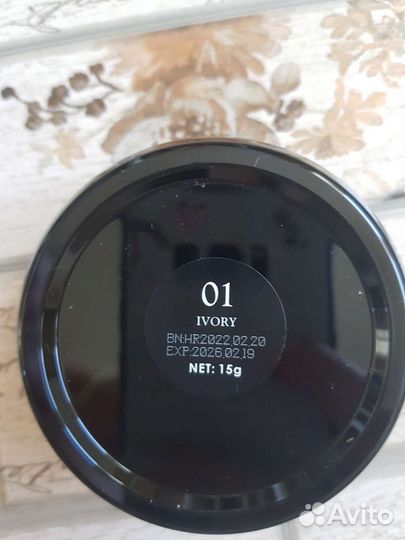 01
IVORY
BN:HR2022.02.20
EXP:2026.02.19
NET: 15g
Avito